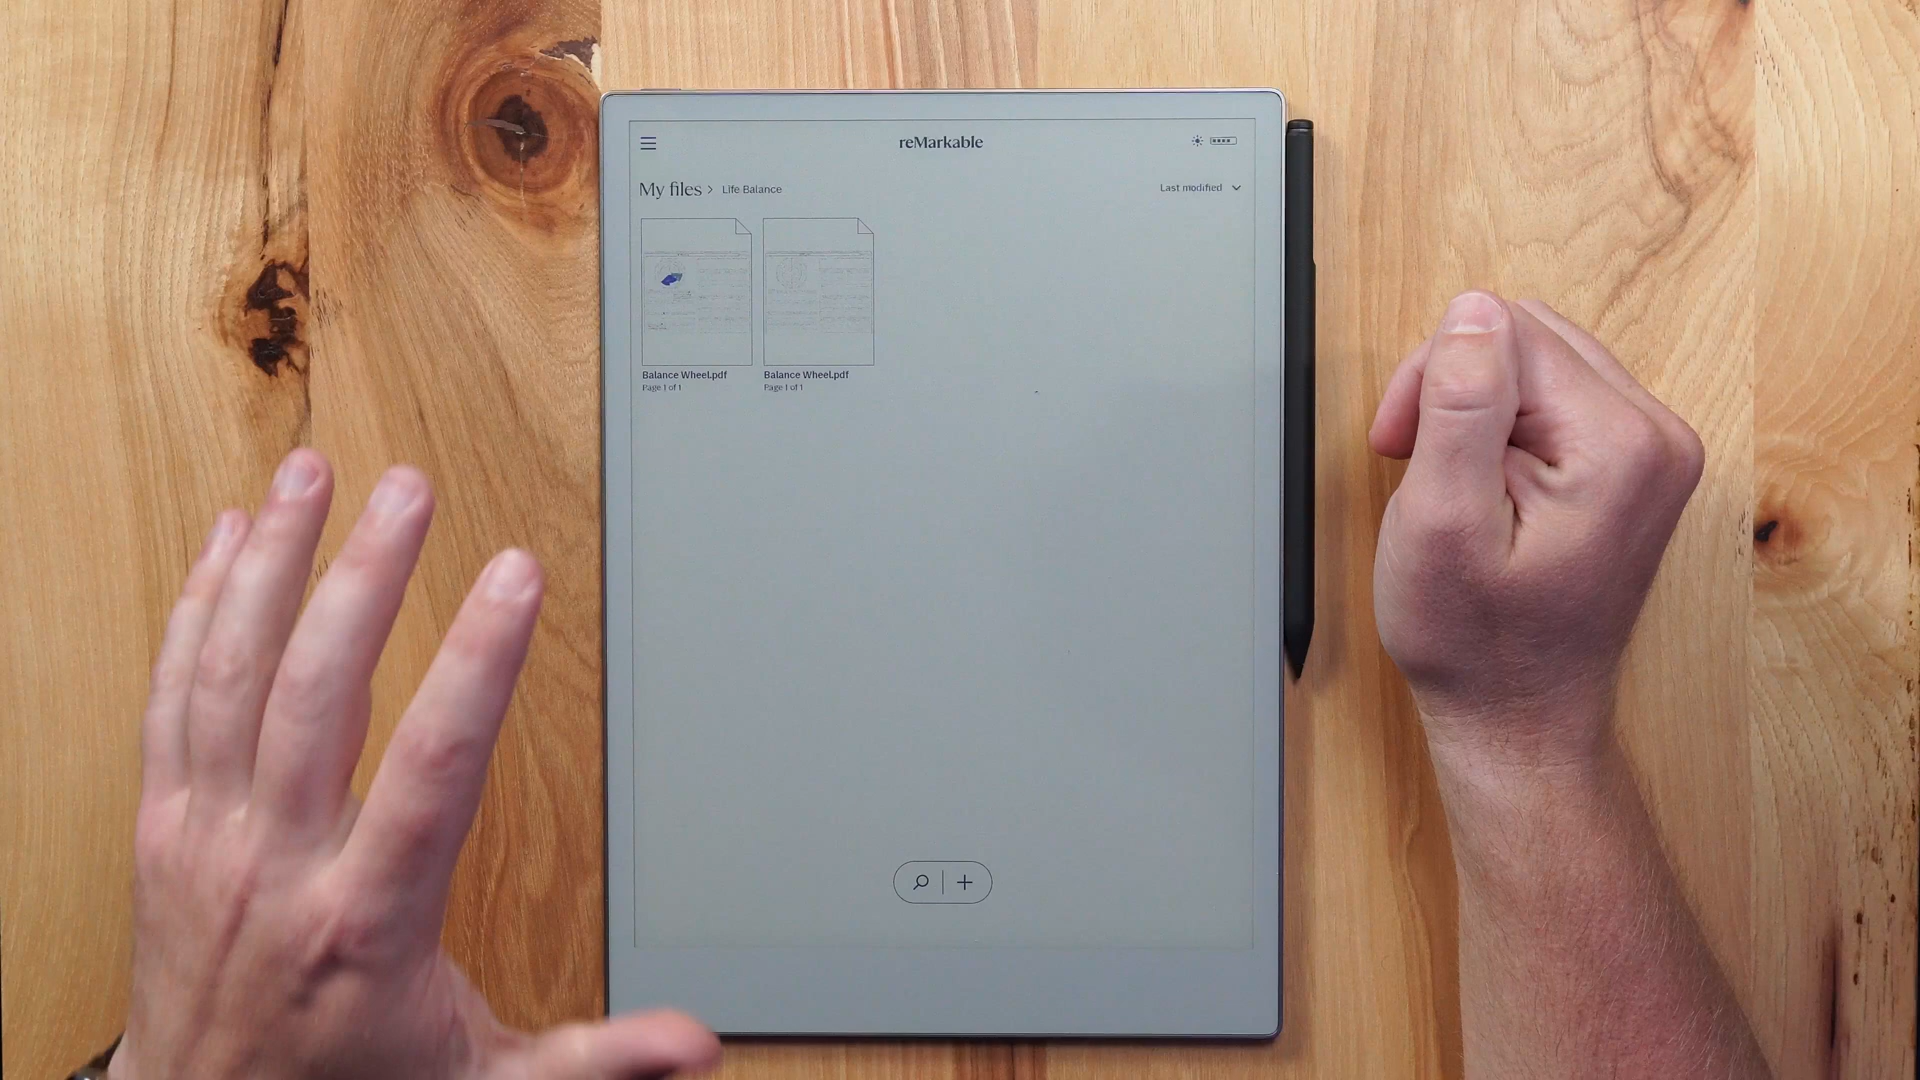 reMarkable
My files > Life Balance
Last modified
Balance Wheel.pdf
Page 1 of 1
Balance Wheel.pdf
Page 1 of 1